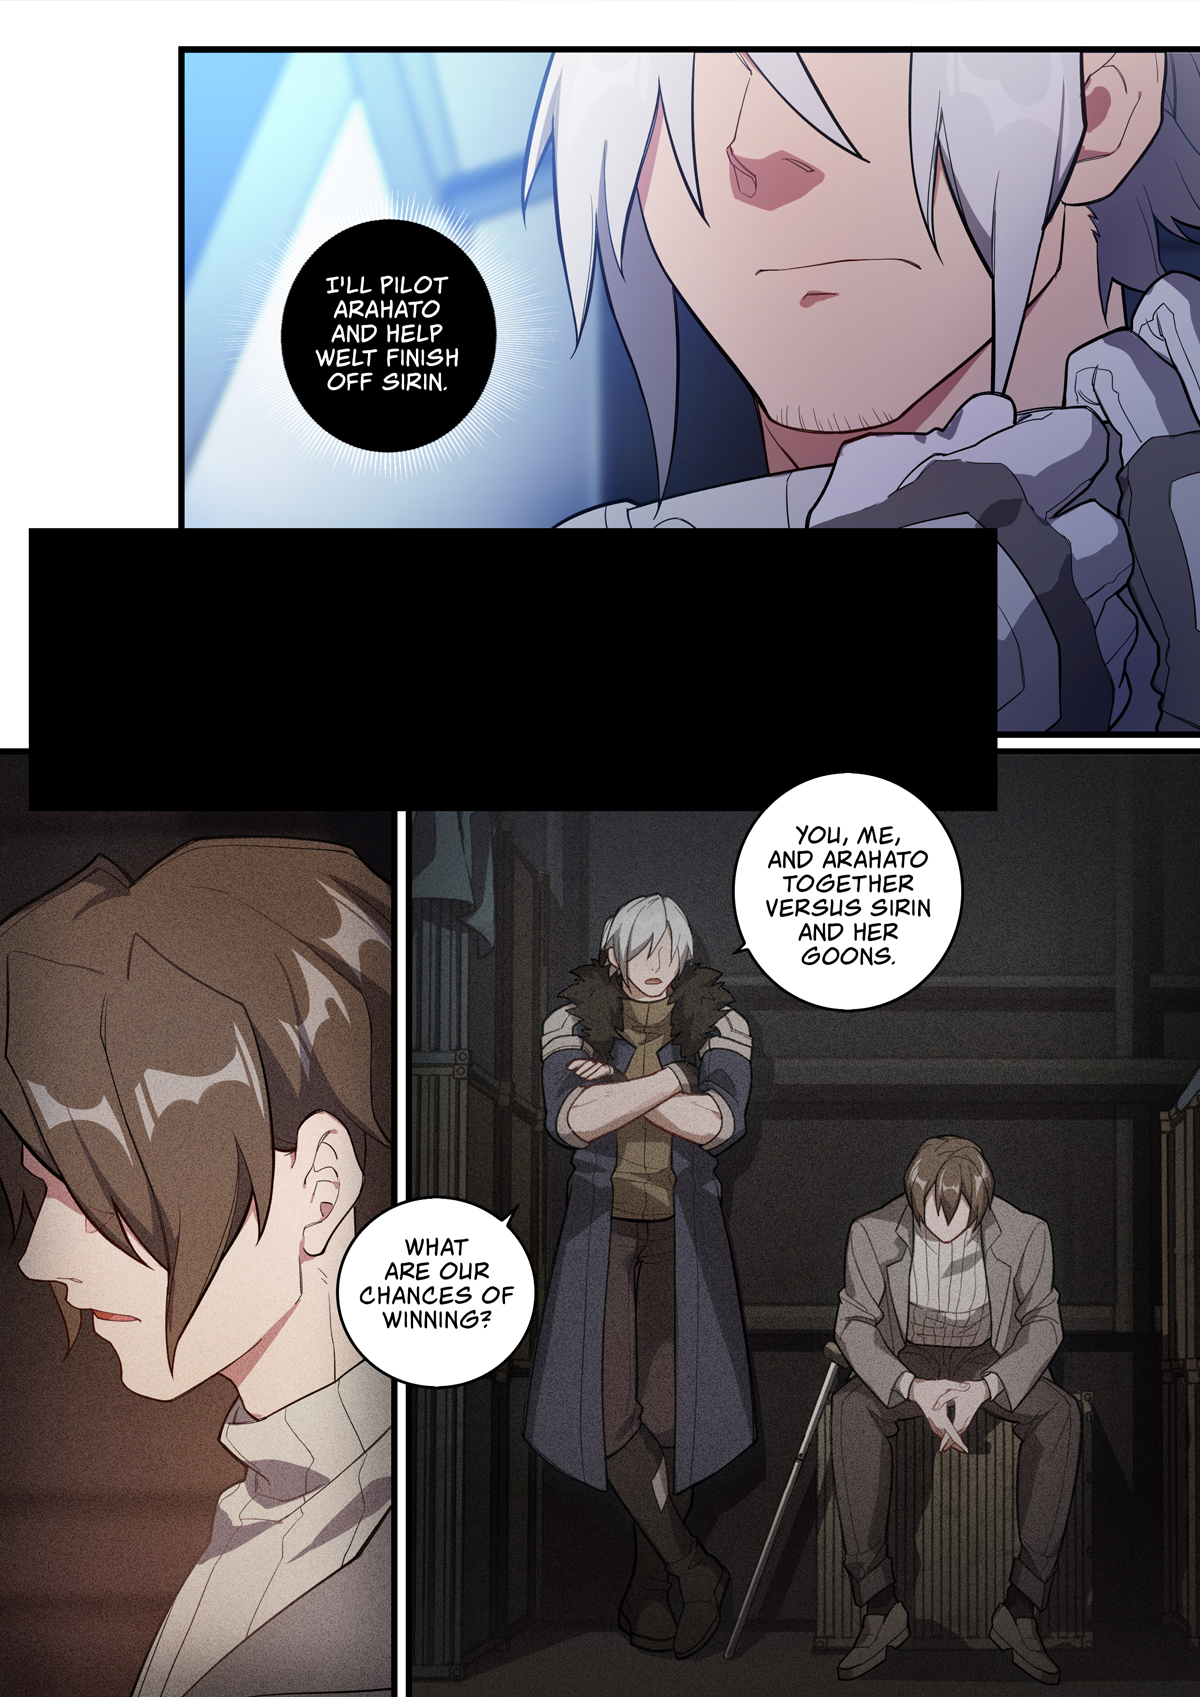 I'LL PILOT
ARAHATO
AND HELP
WELT FINISH
OFF SIRIN.
YOU, ME,
AND ARAHATO
TOGETHER
VERSUS SIRIN
AND HER
GOONS.
WHAT
ARE OUR
CHANCES OF
WINNING?